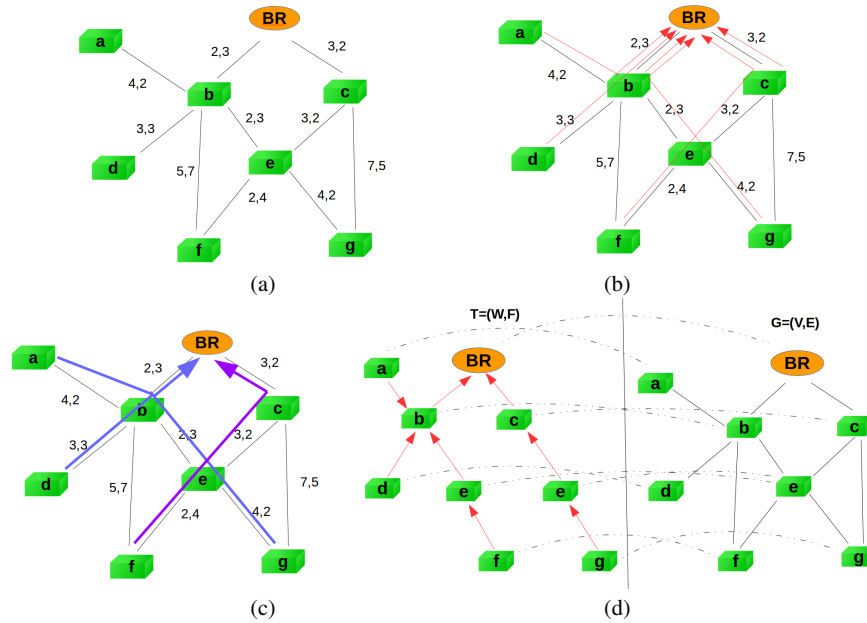 BR
a
2,3
3,2
4,2
b
c
3,3
2,3
3,2
d
e
5,7
7,5
2,4
4,2
f
g
(a)
BR
a
2,3
3,2
4,2
b
c
2,3
3,2
3,3
d
e
5,7
7,5
2,4
4,2
f
g
(b)
BR
a
2,3
3,2
4,2
b
c
3,3
2,3
3,2
d
e
5,7
7,5
2,4
4,2
f
g
(c)
T=(W,F)
G=(V,E)
BR
a
b
c
d
e
e
f
g
BR
a
b
c
d
e
f
g
(d)